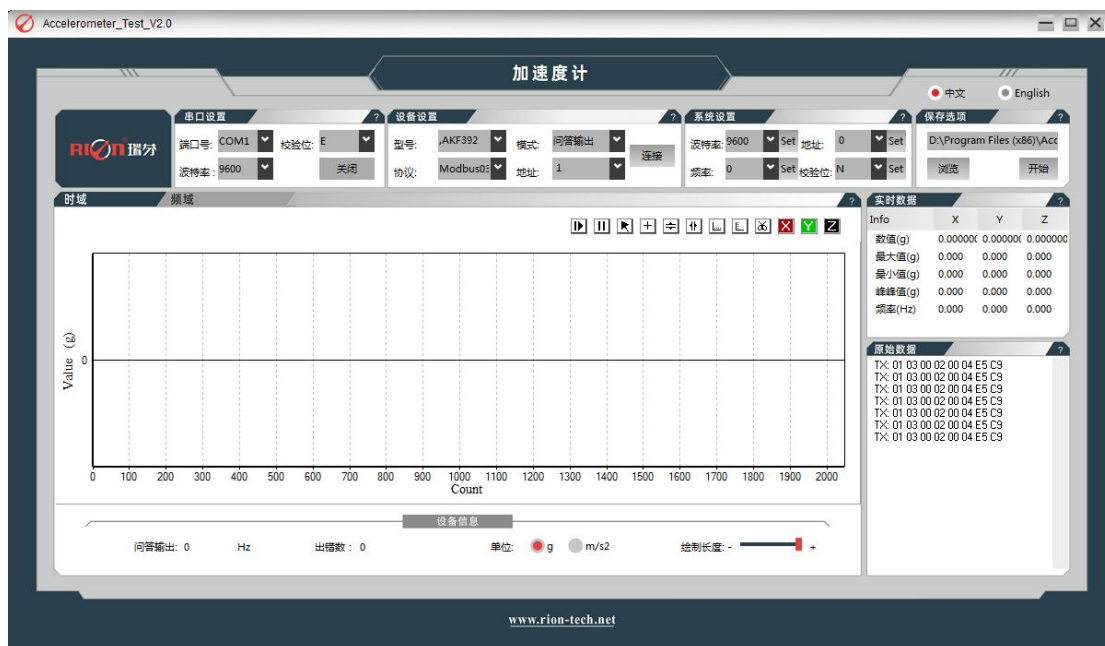 Accelerometer_Test_V2.0
加速度计
中文 English
RION 瑞分
串口设置 ?
端口号: COM1 校验位: E
波特率: 9600 关闭
设备设置 ?
型号: AKF392 模式: 问答输出 连接
协议: Modbus03 地址: 1
系统设置 ?
波特率: 9600 Set 地址: 0 Set
频率: 0 Set 校验位: N Set
保存选项 ?
D:\Program Files (x86)\Acc
浏览 开始
时域 频域 ?
X Y Z
Value (g)
0
0 100 200 300 400 500 600 700 800 900 1000 1100 1200 1300 1400 1500 1600 1700 1800 1900 2000
Count
设备信息
问答输出: 0 Hz 出错数: 0 单位: g m/s2 绘制长度: - +
实时数据 ?
Info X Y Z
数值(g) 0.00000( 0.00000( 0.000000
最大值(g) 0.000 0.000 0.000
最小值(g) 0.000 0.000 0.000
峰峰值(g) 0.000 0.000 0.000
频率(Hz) 0.000 0.000 0.000
原始数据 ?
TX: 01 03 00 02 00 04 E5 C9
TX: 01 03 00 02 00 04 E5 C9
TX: 01 03 00 02 00 04 E5 C9
TX: 01 03 00 02 00 04 E5 C9
TX: 01 03 00 02 00 04 E5 C9
TX: 01 03 00 02 00 04 E5 C9
TX: 01 03 00 02 00 04 E5 C9
www.rion-tech.net